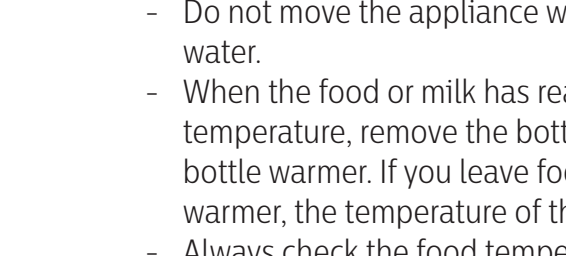 - Do not move the appliance w
water.
- When the food or milk has rea
temperature, remove the bott
bottle warmer. If you leave foo
warmer, the temperature of th
- Always check the food tempe